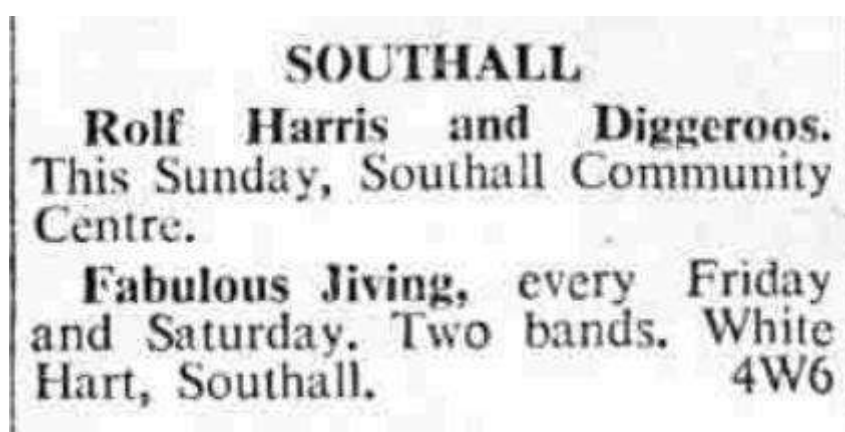 SOUTHALL
Rolf Harris and Diggeroos.
This Sunday, Southall Community
Centre.
Fabulous Jiving, every Friday
and Saturday. Two bands. White
Hart, Southall. 4W6